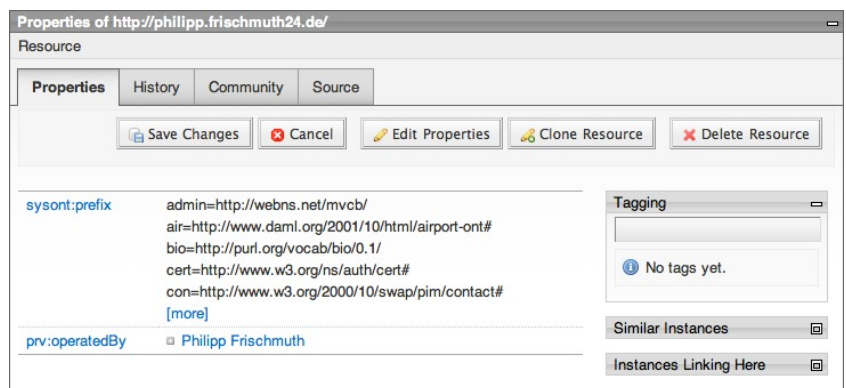 Properties of http://philipp.frischmuth24.de/
Resource
Properties History Community Source
Save Changes Cancel Edit Properties Clone Resource Delete Resource
sysont:prefix admin=http://webns.net/mvcb/
air=http://www.daml.org/2001/10/html/airport-ont#
bio=http://purl.org/vocab/bio/0.1/
cert=http://www.w3.org/ns/auth/cert#
con=http://www.w3.org/2000/10/swap/pim/contact#
[more]
prv:operatedBy Philipp Frischmuth
Tagging
No tags yet.
Similar Instances
Instances Linking Here